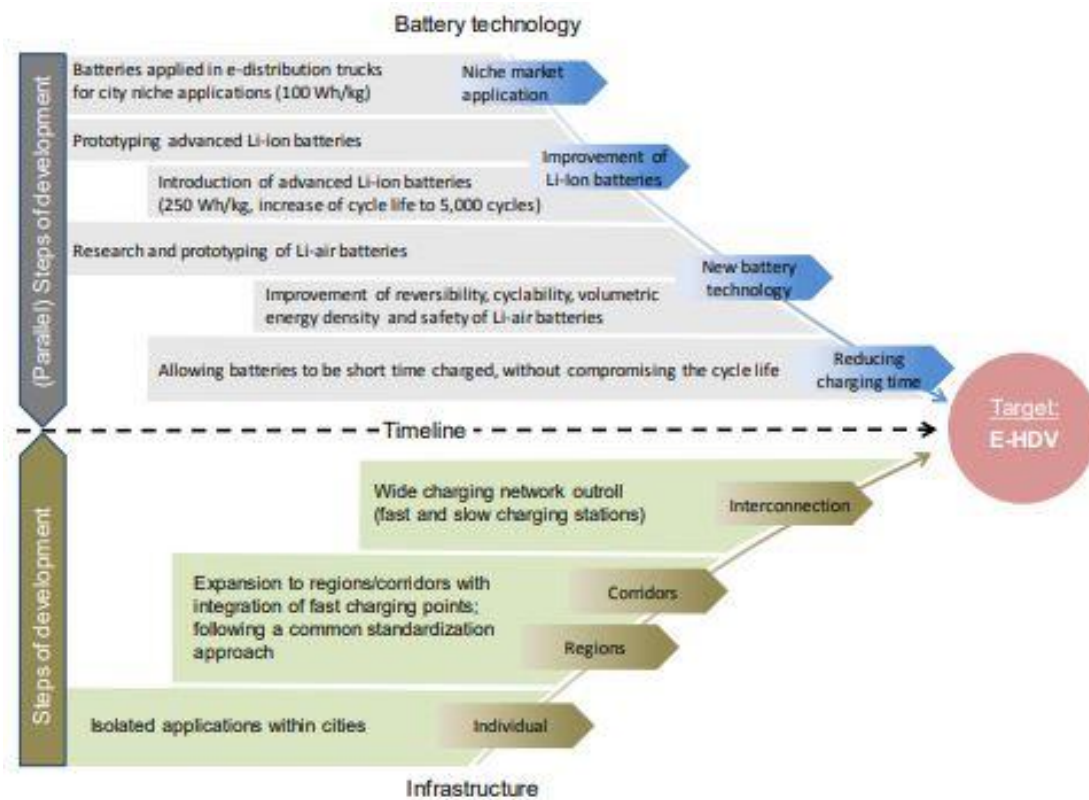 Battery technology
(Parallel) Steps of development
Batteries applied in e-distribution trucks
for city niche applications (100 Wh/kg)
Niche market
application
Prototyping advanced Li-ion batteries
Improvement of
Li-Ion batteries
Introduction of advanced Li-ion batteries
(250 Wh/kg, increase of cycle life to 5,000 cycles)
Research and prototyping of Li-air batteries
New battery
technology
Improvement of reversibility, cyclability, volumetric
energy density and safety of Li-air batteries
Allowing batteries to be short time charged, without compromising the cycle life
Reducing
charging time
Target:
E-HDV
Timeline
Steps of development
Wide charging network outroll
(fast and slow charging stations)
Interconnection
Expansion to regions/corridors with
integration of fast charging points;
following a common standardization
approach
Corridors
Regions
Isolated applications within cities
Individual
Infrastructure